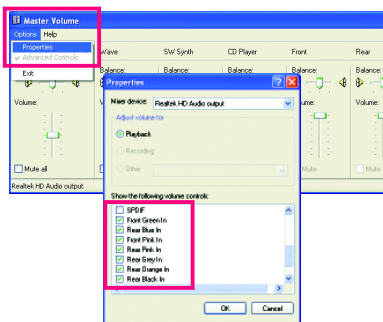 Master Volume
Options Help
Properties
Advanced Controls
Exit
Wave SW Synth CD Player Front Rear
Balance: Balance: Balance: Balance:
Volume:
Mute all
Mute Mute
Realtek HD Audio output
Properties
Mixer device: Realtek HD Audio output
Adjust volume for
Playback
Recording
Other
Show the following volume controls:
SPDIF
Front Green In
Rear Blue In
Front Pink In
Rear Pink In
Rear Grey In
Rear Orange In
Rear Black In
OK Cancel